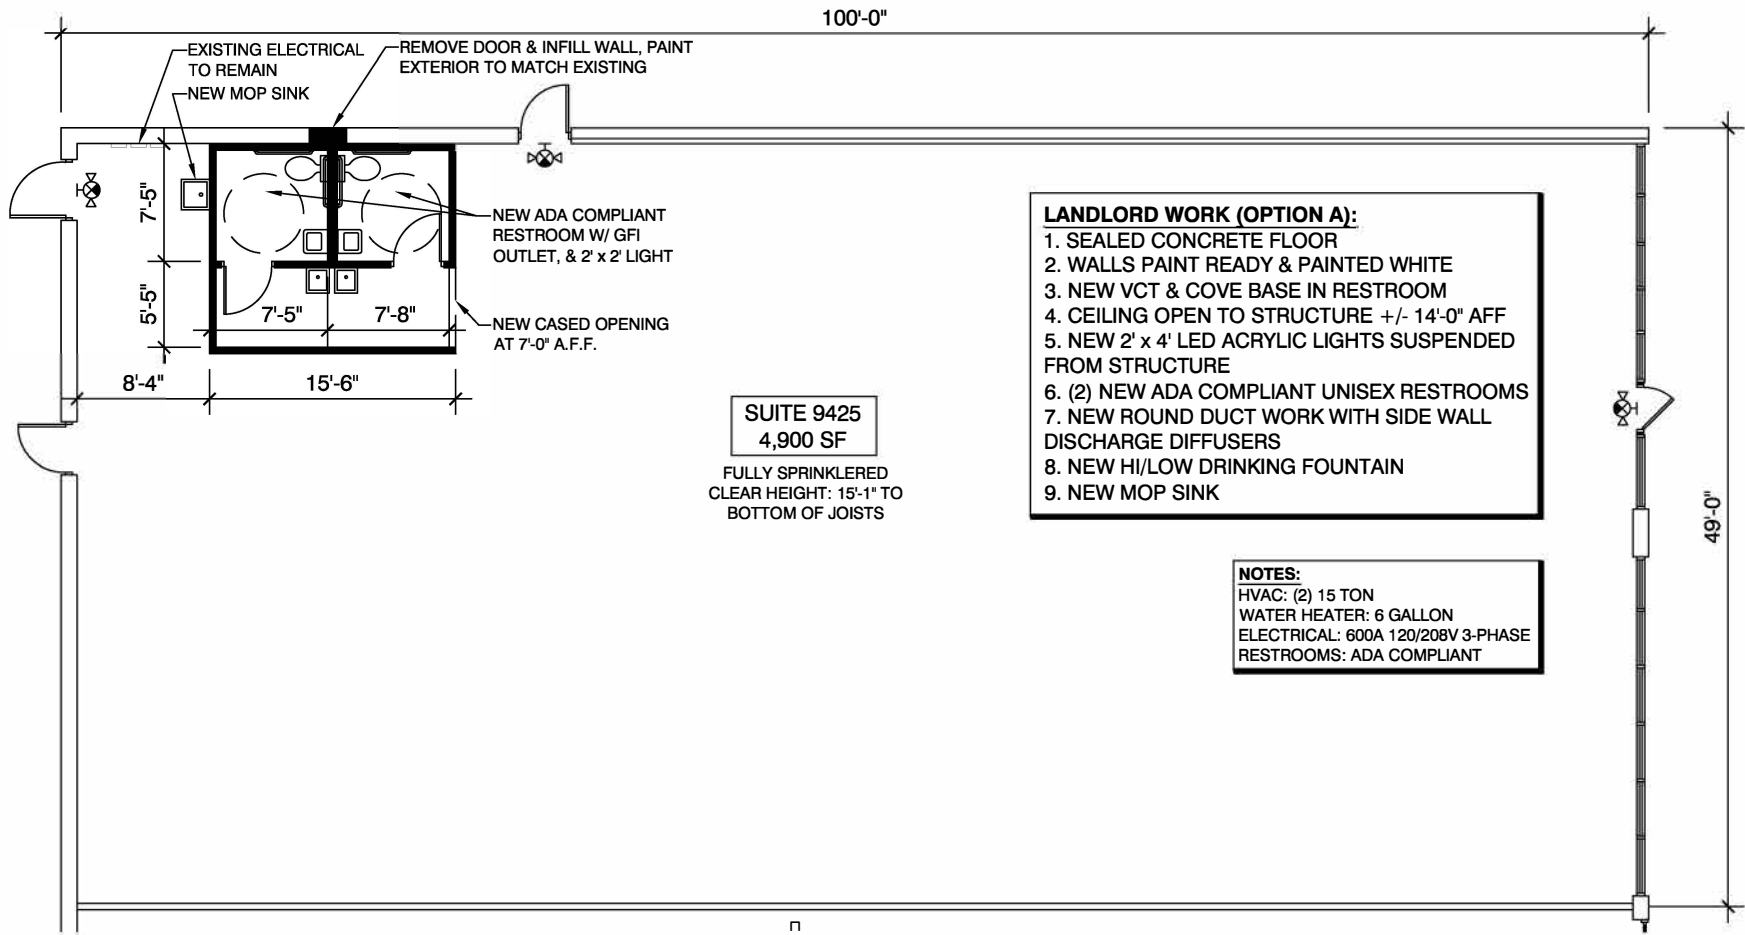 100'-0"
EXISTING ELECTRICAL
TO REMAIN
NEW MOP SINK
REMOVE DOOR & INFILL WALL, PAINT
EXTERIOR TO MATCH EXISTING
7'-5"
5'-5"
NEW ADA COMPLIANT
RESTROOM W/ GFI
OUTLET, & 2' x 2' LIGHT
7'-5"
7'-8"
NEW CASED OPENING
AT 7'-0" A.F.F.
8'-4"
15'-6"
SUITE 9425
4,900 SF
FULLY SPRINKLERED
CLEAR HEIGHT: 15'-1" TO
BOTTOM OF JOISTS
LANDLORD WORK (OPTION A):
1. SEALED CONCRETE FLOOR
2. WALLS PAINT READY & PAINTED WHITE
3. NEW VCT & COVE BASE IN RESTROOM
4. CEILING OPEN TO STRUCTURE +/- 14'-0" AFF
5. NEW 2' x 4' LED ACRYLIC LIGHTS SUSPENDED
FROM STRUCTURE
6. (2) NEW ADA COMPLIANT UNISEX RESTROOMS
7. NEW ROUND DUCT WORK WITH SIDE WALL
DISCHARGE DIFFUSERS
8. NEW HI/LOW DRINKING FOUNTAIN
9. NEW MOP SINK
49'-0"
NOTES:
HVAC: (2) 15 TON
WATER HEATER: 6 GALLON
ELECTRICAL: 600A 120/208V 3-PHASE
RESTROOMS: ADA COMPLIANT